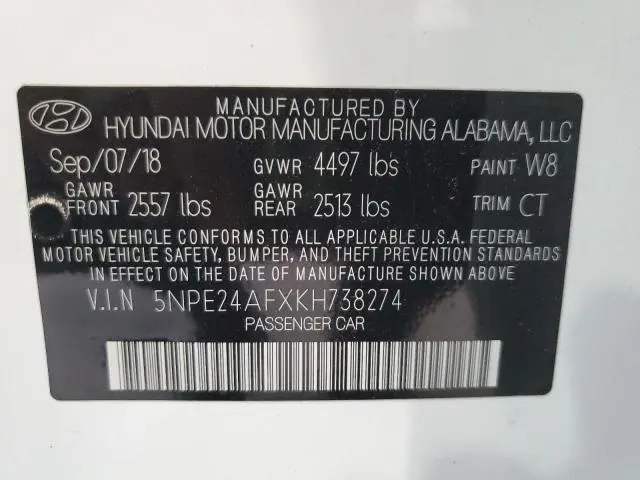 MANUFACTURED BY
HYUNDAI MOTOR MANUFACTURING ALABAMA, LLC
Sep/07/18 GVWR 4497 lbs PAINT W8
GAWR FRONT 2557 lbs GAWR REAR 2513 lbs TRIM CT
THIS VEHICLE CONFORMS TO ALL APPLICABLE U.S.A. FEDERAL
MOTOR VEHICLE SAFETY, BUMPER, AND THEFT PREVENTION STANDARDS
IN EFFECT ON THE DATE OF MANUFACTURE SHOWN ABOVE
V.I.N 5NPE24AFXKH738274
PASSENGER CAR